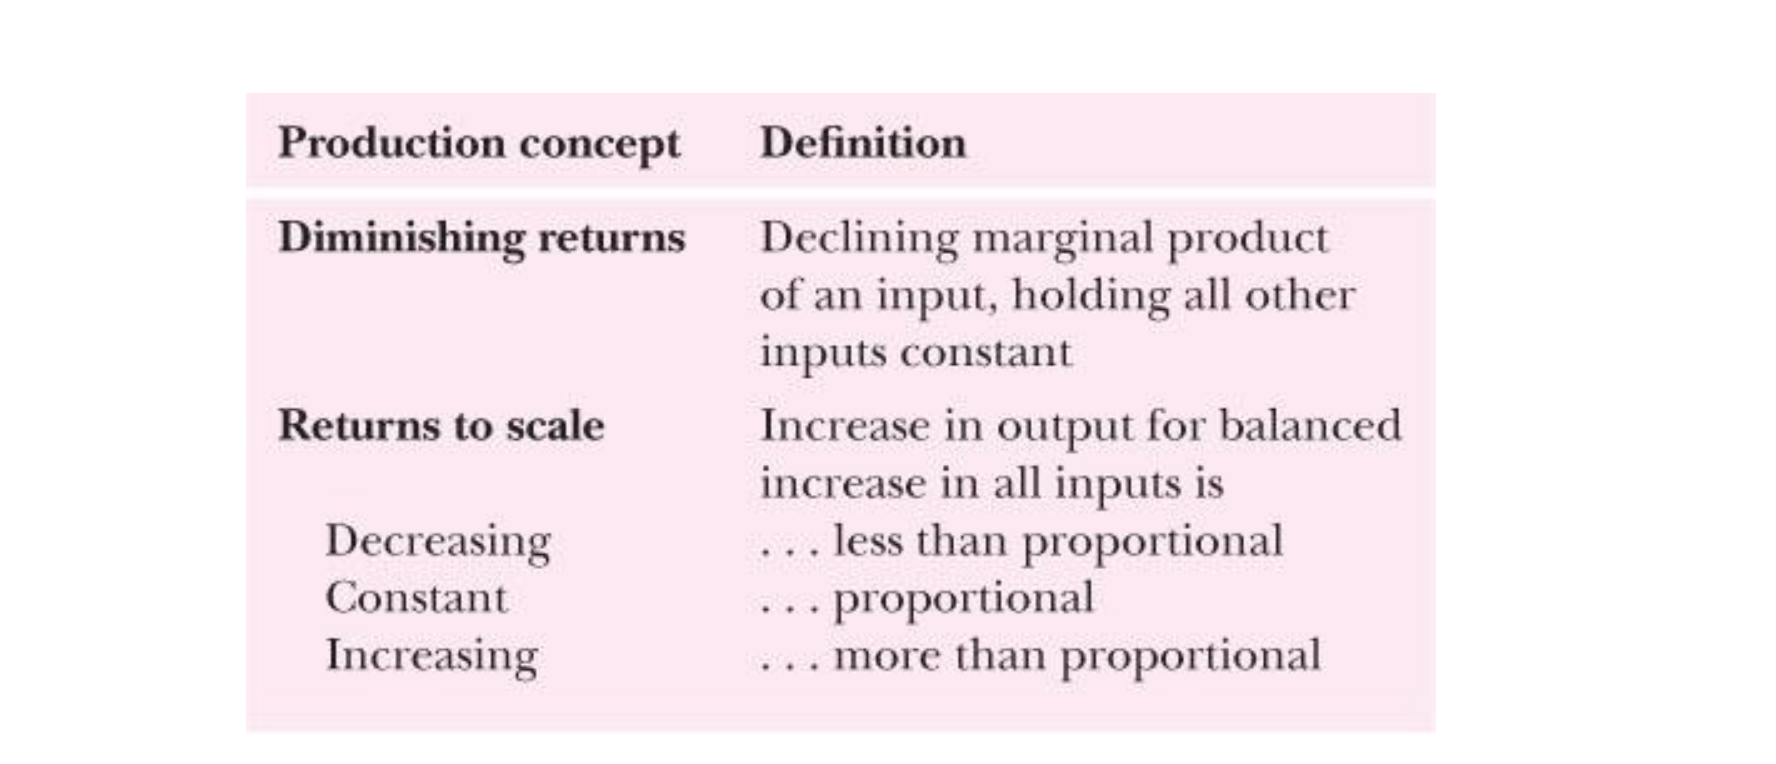 Production concept Definition
Diminishing returns Declining marginal product
of an input, holding all other
inputs constant
Returns to scale Increase in output for balanced
increase in all inputs is
Decreasing . . . less than proportional
Constant . . . proportional
Increasing . . . more than proportional